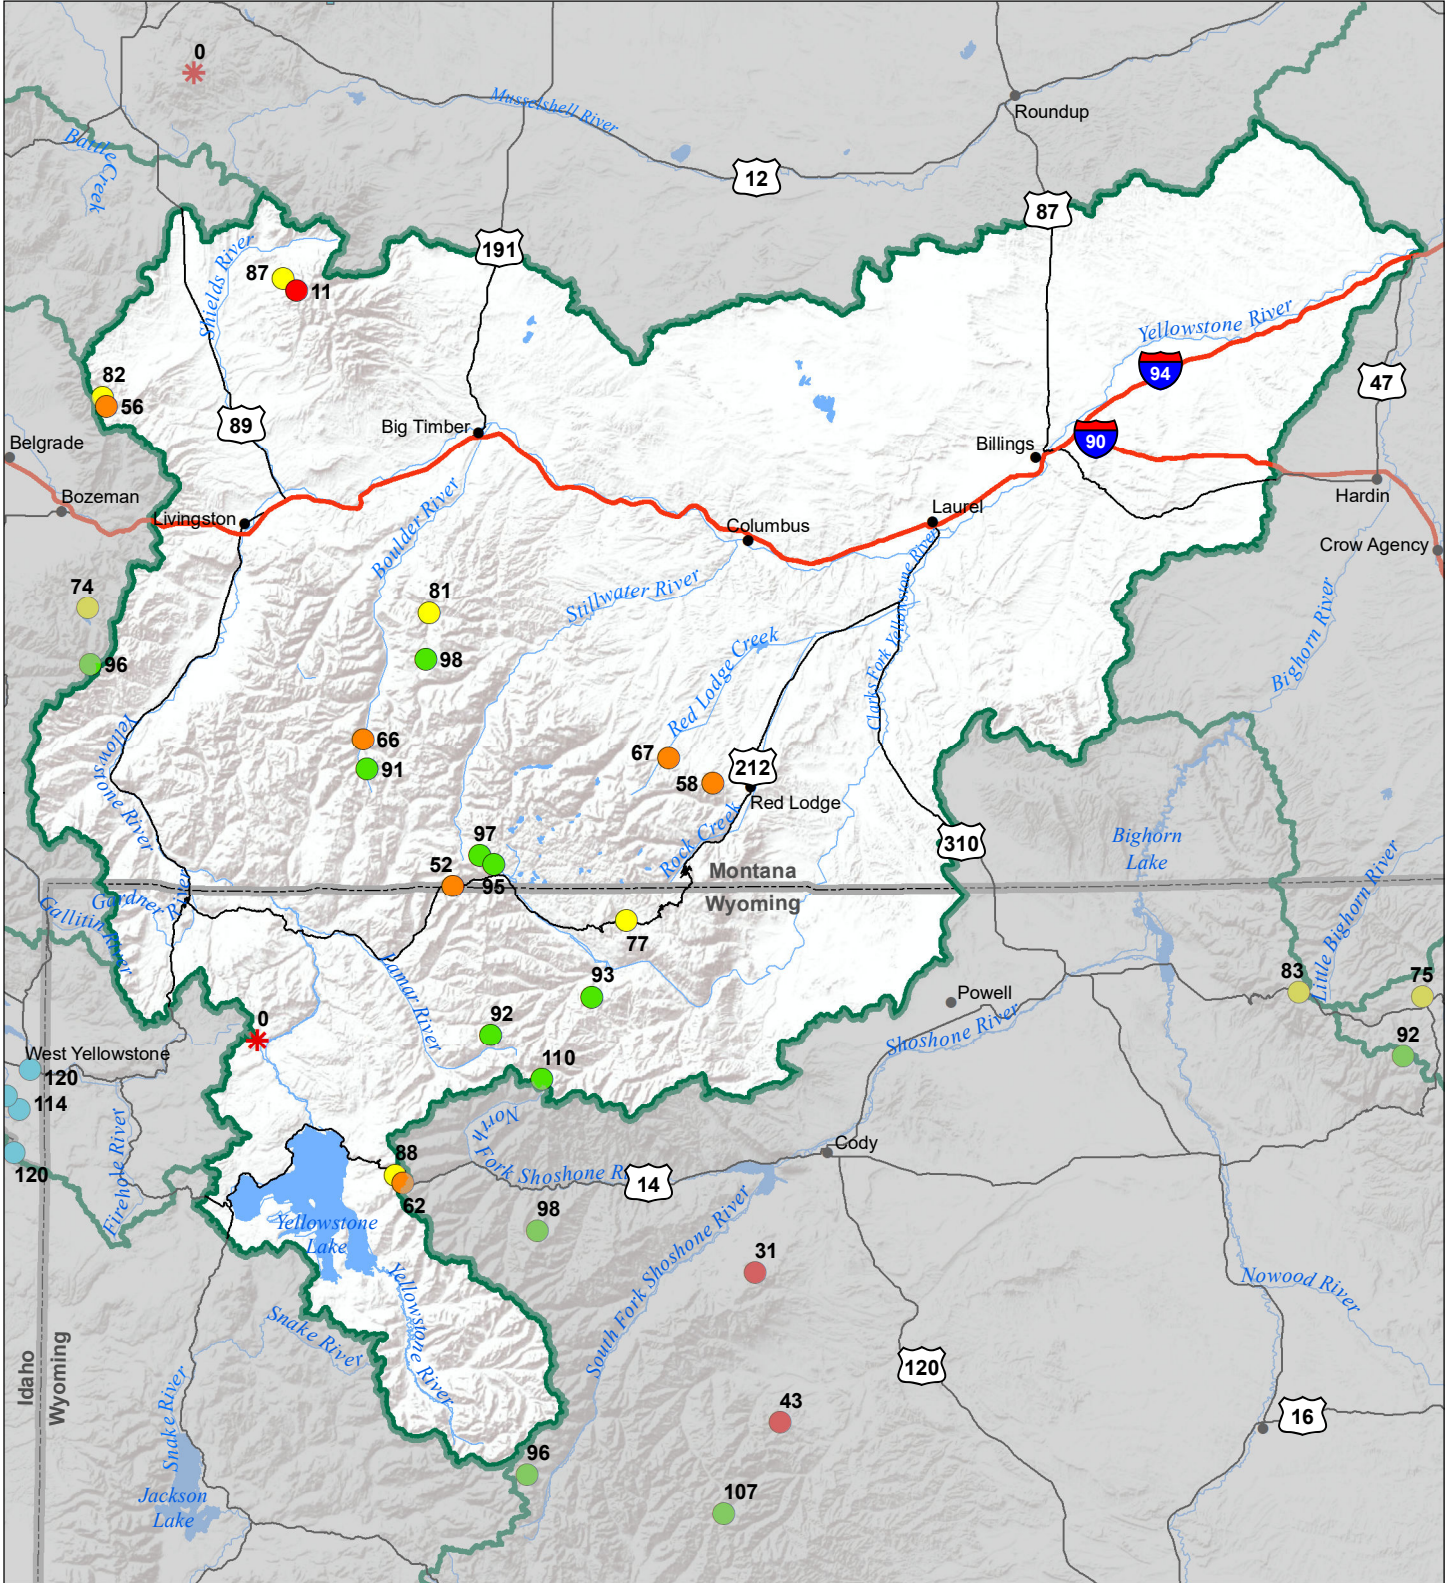 0
Musselshell River
Roundup
Battle
Creek
12
87
191
Shields River
87
11
Yellowstone River
94
47
82
56
89
Big Timber
Belgrade
Billings
90
Bozeman
Hardin
Livingston
Boulder River
Columbus
Laurel
Crow Agency
74
81
Stillwater River
Clarks Fork Yellowstone River
Bighorn River
96
98
Red Lodge Creek
Yellowstone River
66
91
67
58
212
Red Lodge
Rock Creek
97
95
52
310
Bighorn
Lake
Montana
Wyoming
Gardner River
Gallitin River
77
Little Bighorn River
Lamar River
93
92
83
75
Powell
Shoshone River
0
92
West Yellowstone
120
114
110
Firehole River
North
Fork Shoshone R
Cody
88
62
14
120
98
Yellowstone
Lake
31
South Fork Shoshone River
Yellowstone River
Nowood River
Snake River
Idaho
Wyoming
120
Snake River
43
16
96
107
Jackson
Lake